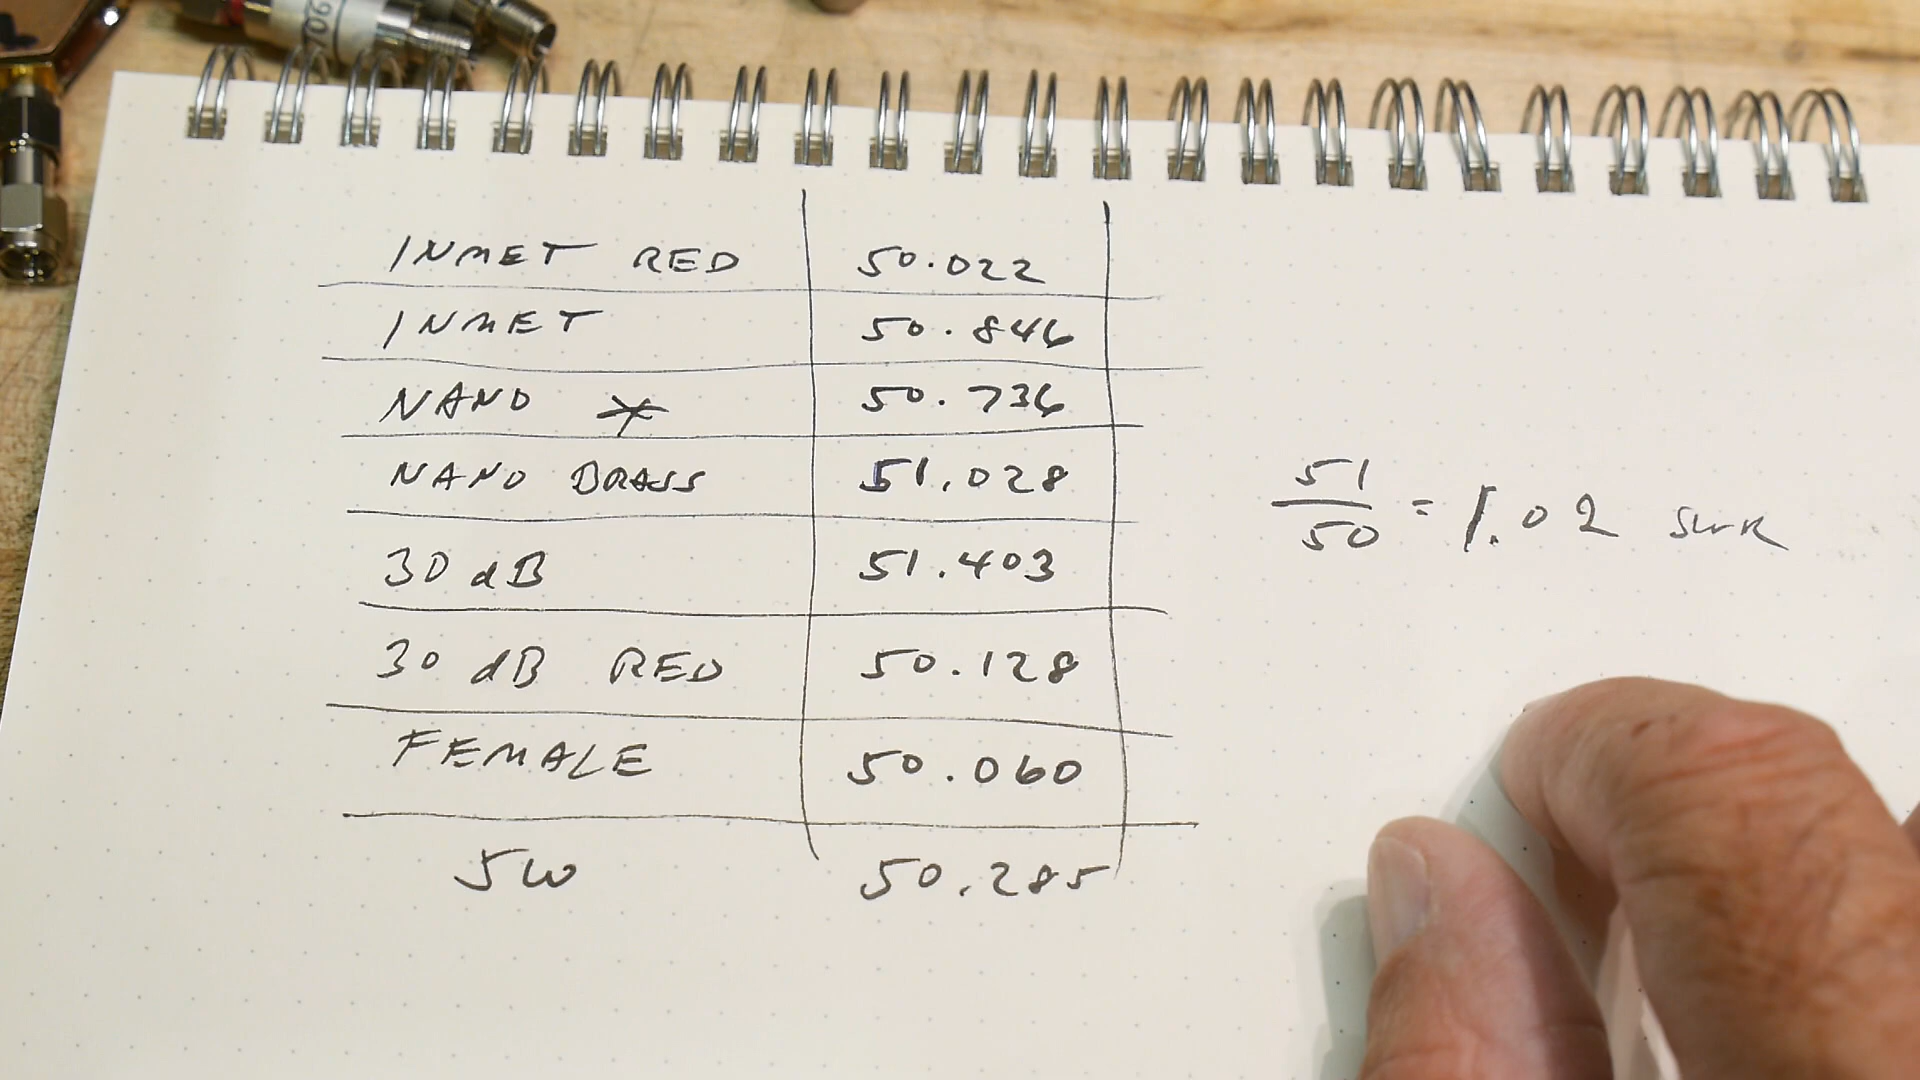 INMET RED 50.022
INMET 50.846
NANO * 50.736
NANO BRASS 51.028
30 dB 51.403
30 dB RED 50.128
FEMALE 50.060
5W 50.285
51
50
= 1.02 SWR